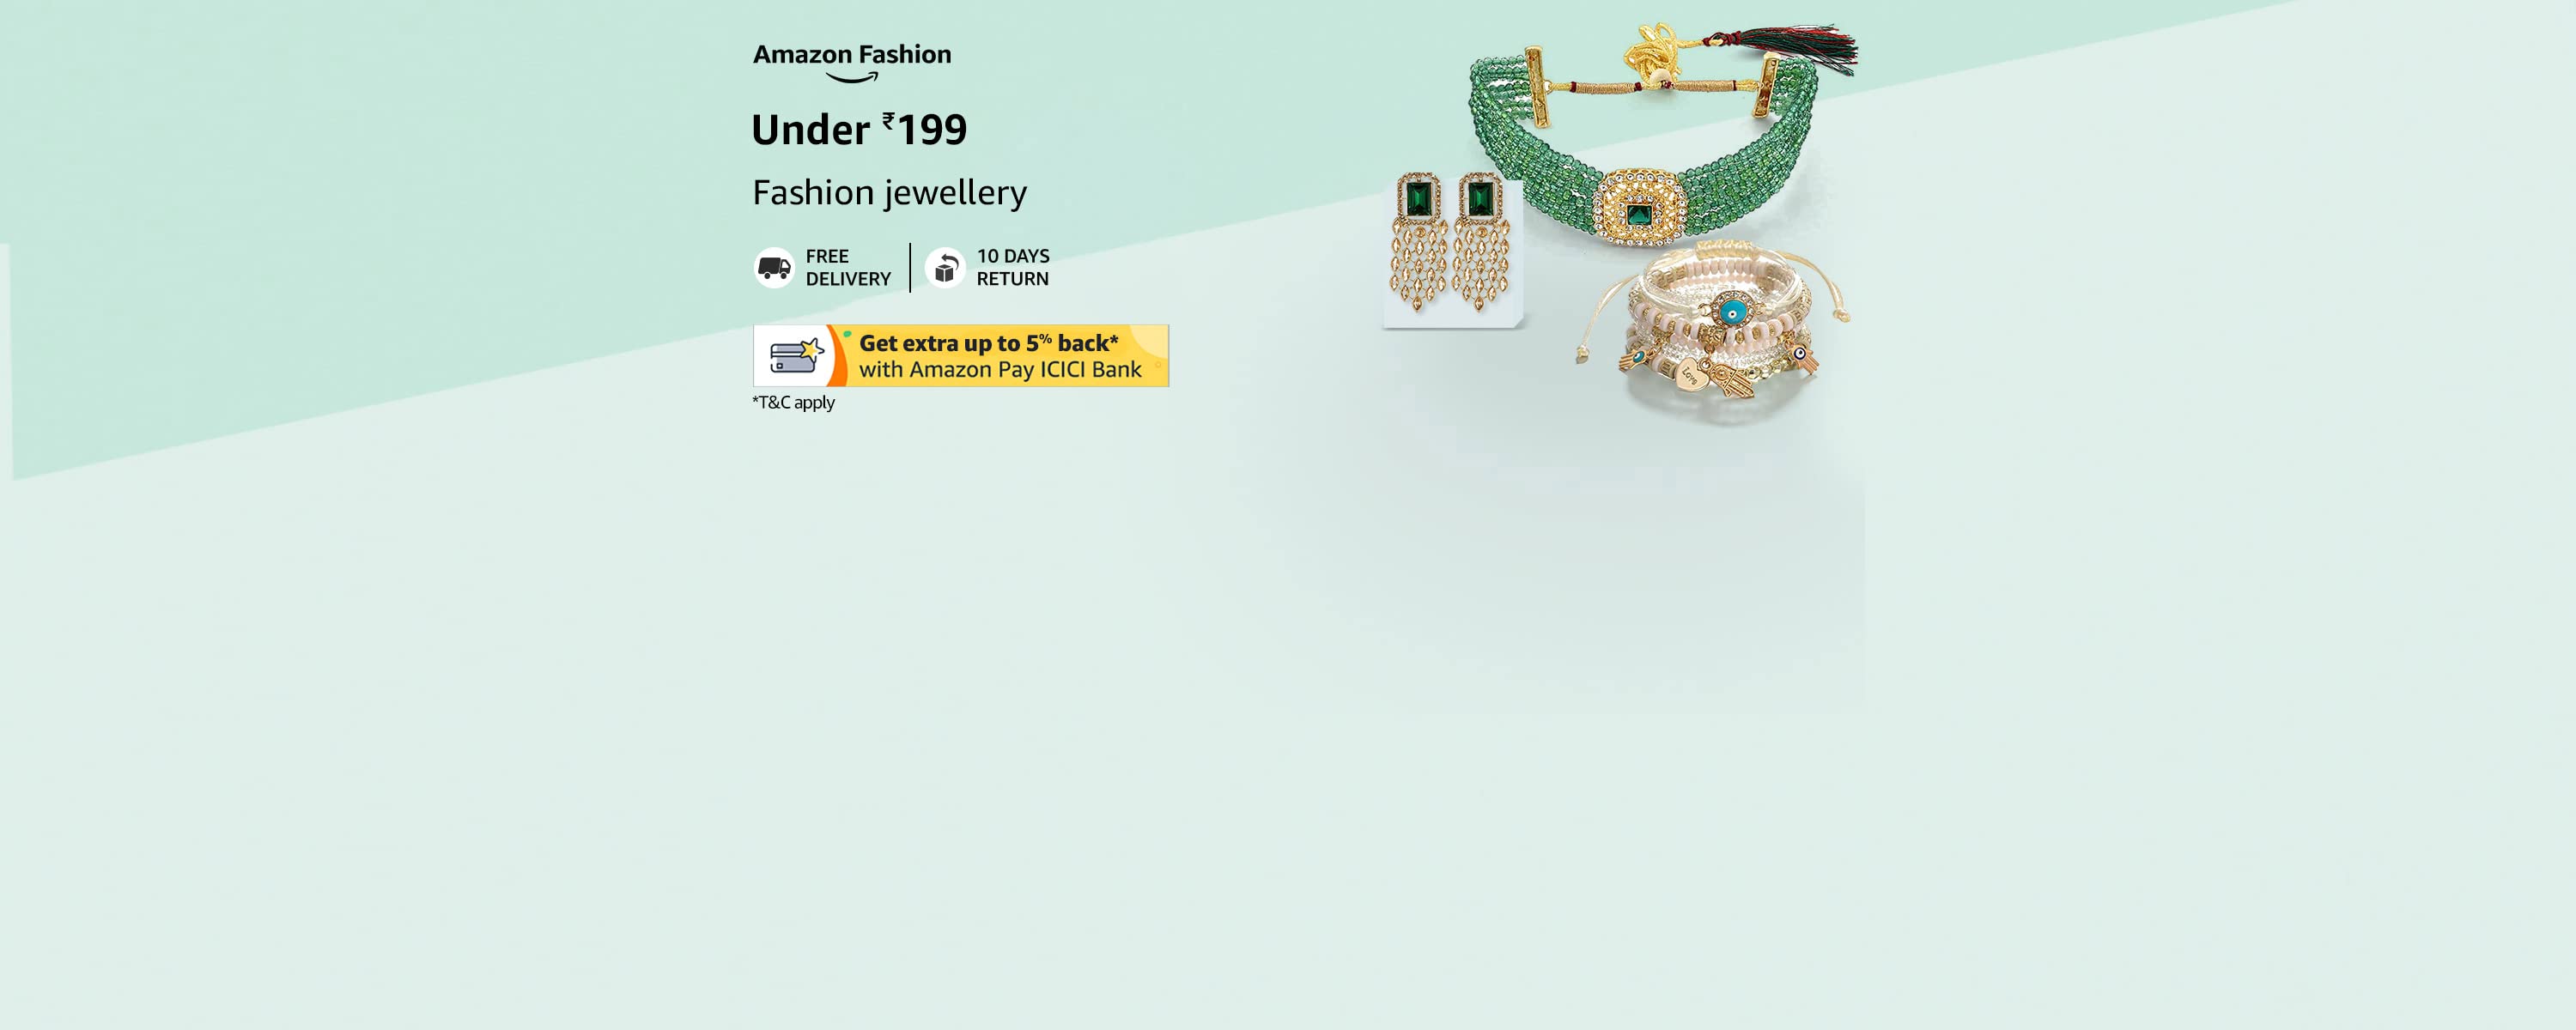 Amazon Fashion
Under ₹199
Fashion jewellery
FREE
DELIVERY
10 DAYS
RETURN
Get extra up to 5% back*
with Amazon Pay ICICI Bank
*T&C apply
Love